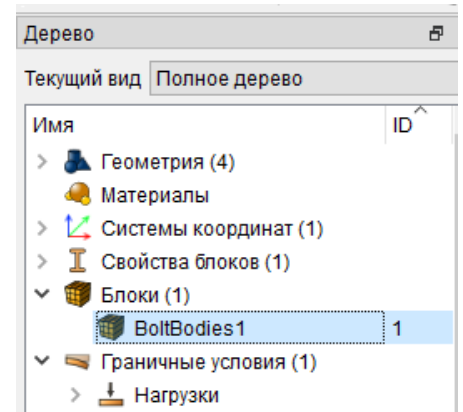 Дерево
Текущий вид Полное дерево
Имя ID
Геометрия (4)
Материалы
Системы координат (1)
Свойства блоков (1)
Блоки (1)
BoltBodies1 1
Граничные условия (1)
Нагрузки